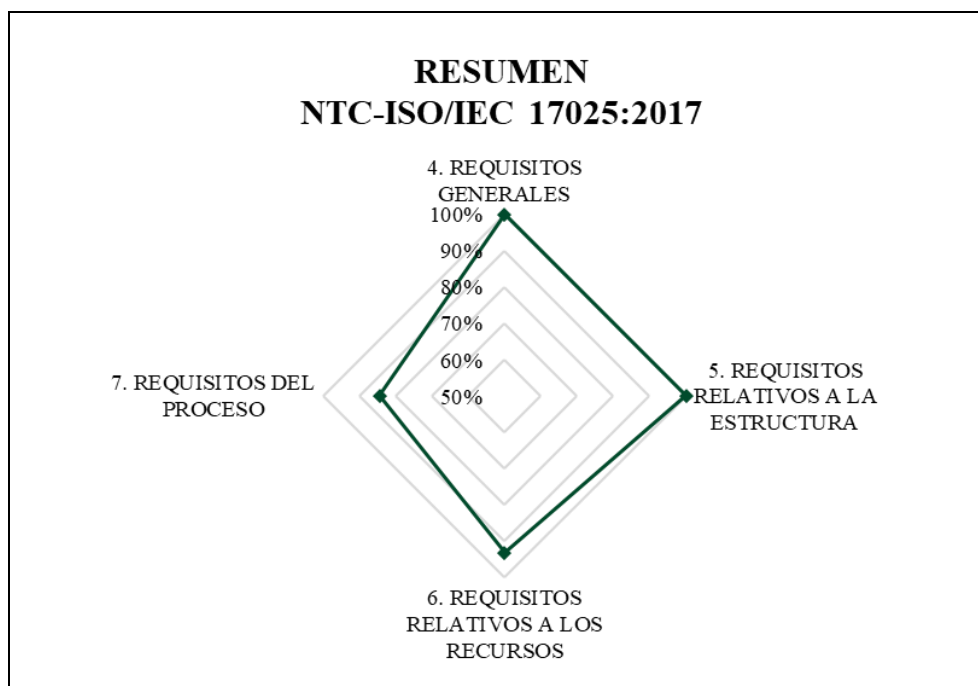 RESUMEN
NTC-ISO/IEC 17025:2017
4. REQUISITOS
GENERALES
100%
90%
80%
70%
60%
50%
5. REQUISITOS
RELATIVOS A LA
ESTRUCTURA
7. REQUISITOS DEL
PROCESO
6. REQUISITOS
RELATIVOS A LOS
RECURSOS